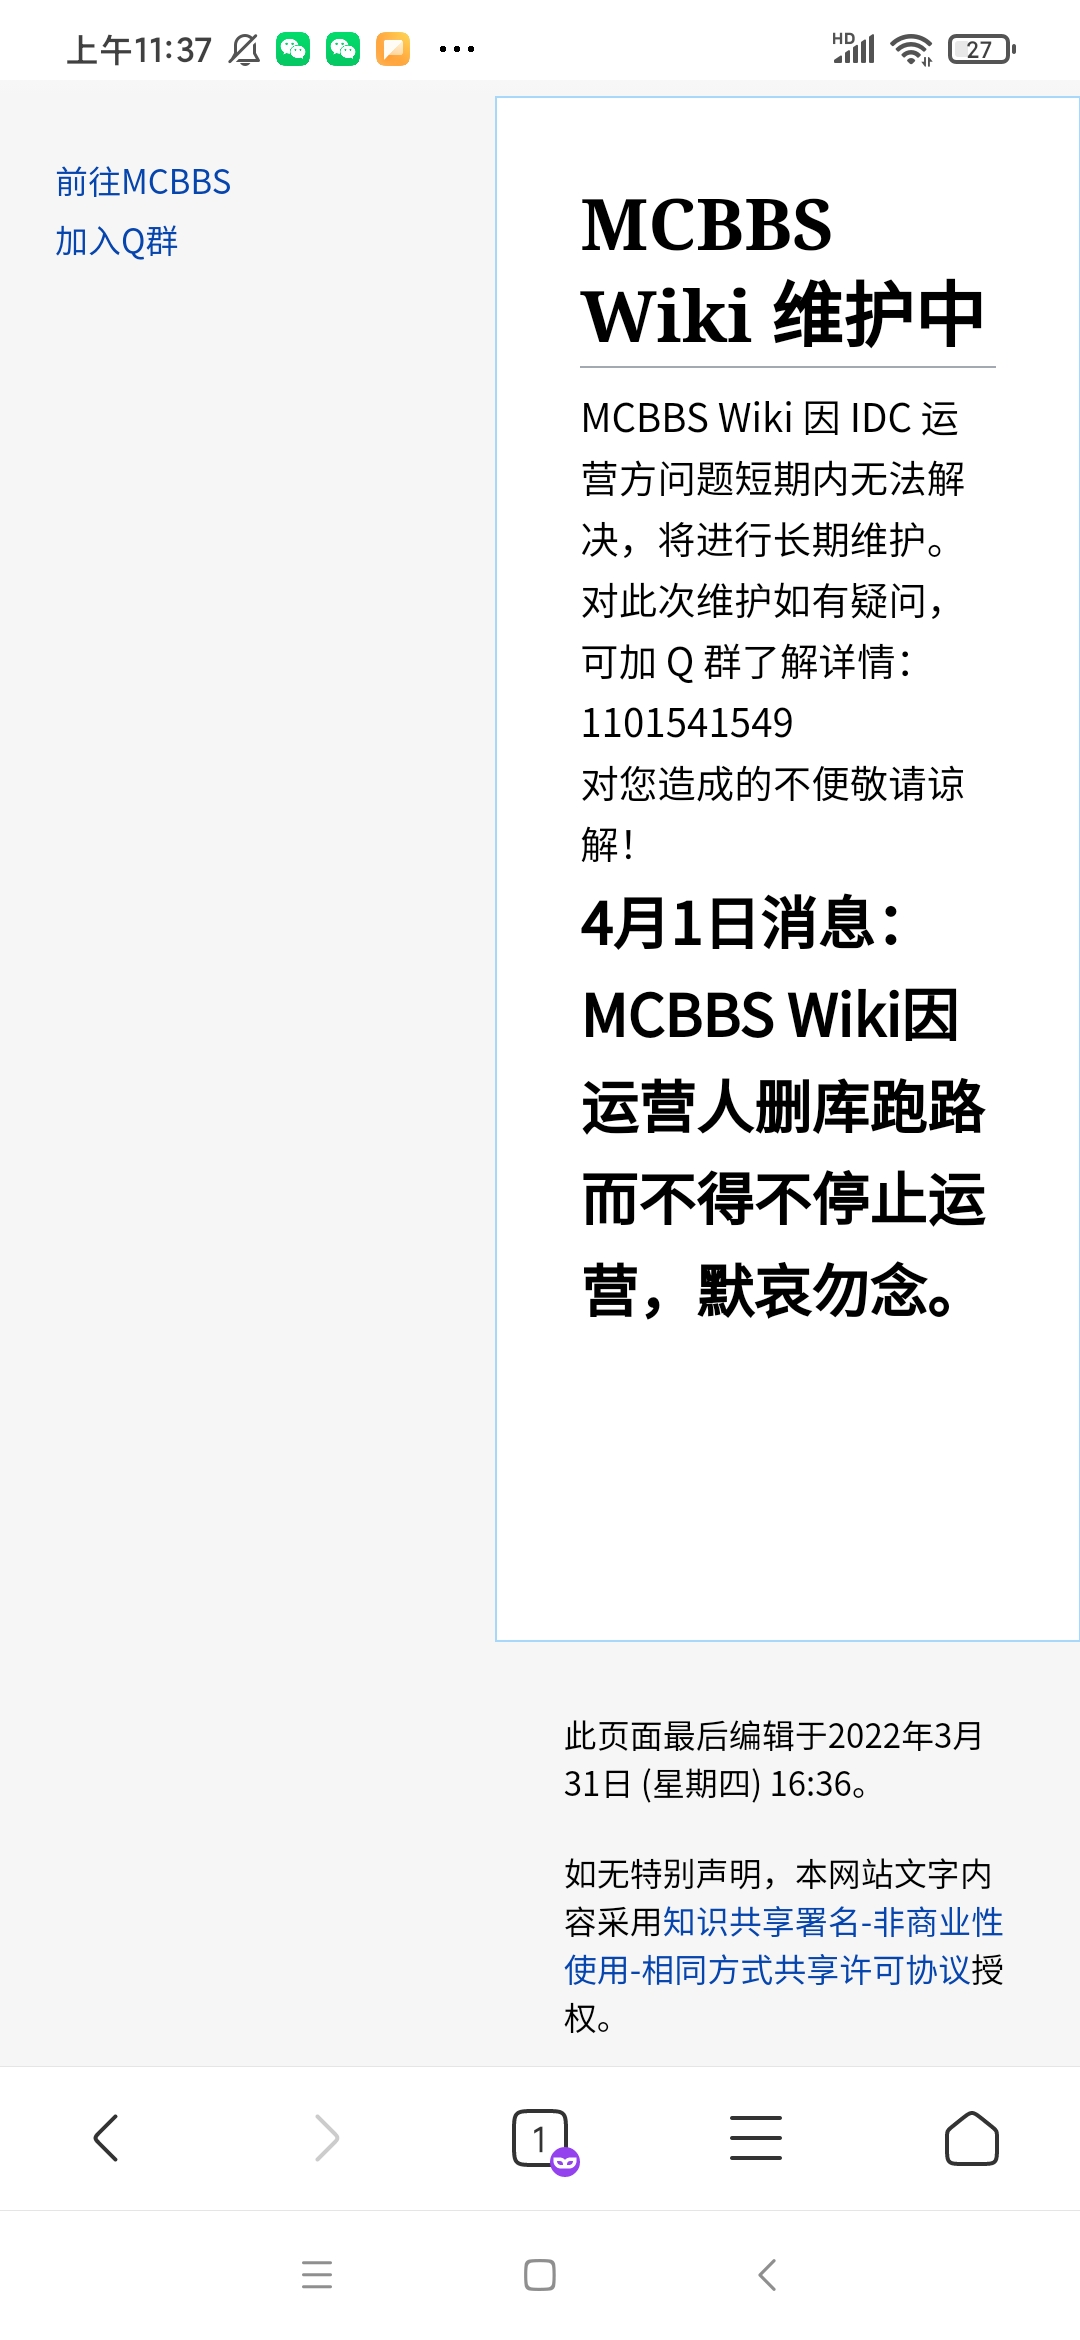 上午11:37
HD
27
前往MCBBS
加入Q群
MCBBS
Wiki 维护中
MCBBS Wiki 因 IDC 运
营方问题短期内无法解
决，将进行长期维护。
对此次维护如有疑问，
可加 Q 群了解详情：
1101541549
对您造成的不便敬请谅
解！
4月1日消息：
MCBBS Wiki因
运营人删库跑路
而不得不停止运
营，默哀勿念。
此页面最后编辑于2022年3月
31日 (星期四) 16:36。
如无特别声明，本网站文字内
容采用知识共享署名-非商业性
使用-相同方式共享许可协议授
权。
1